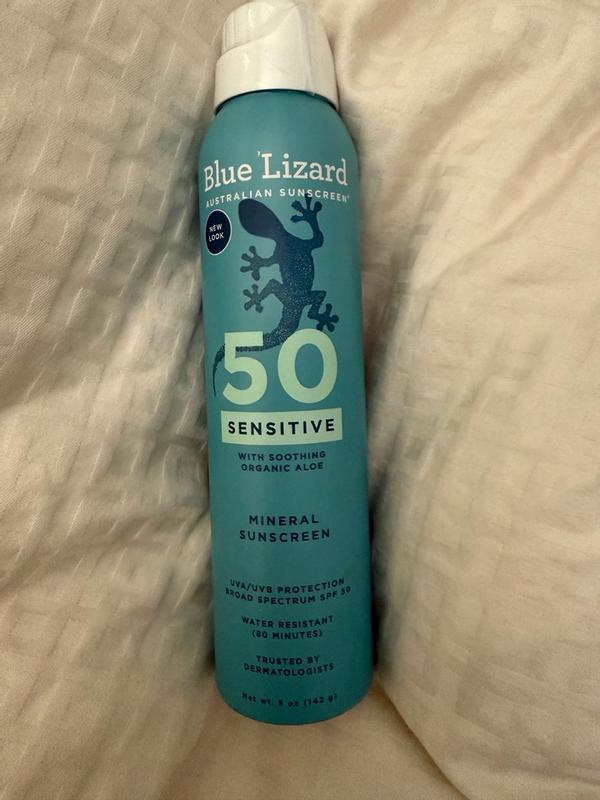 Blue Lizard
AUSTRALIAN SUNSCREEN®
NEW
LOOK
50
SENSITIVE
WITH SOOTHING
ORGANIC ALOE
MINERAL
SUNSCREEN
UVA/UVB PROTECTION
BROAD SPECTRUM SPF 50
WATER RESISTANT
(80 MINUTES)
TRUSTED BY
DERMATOLOGISTS
Net wt. 5 oz (142 g)